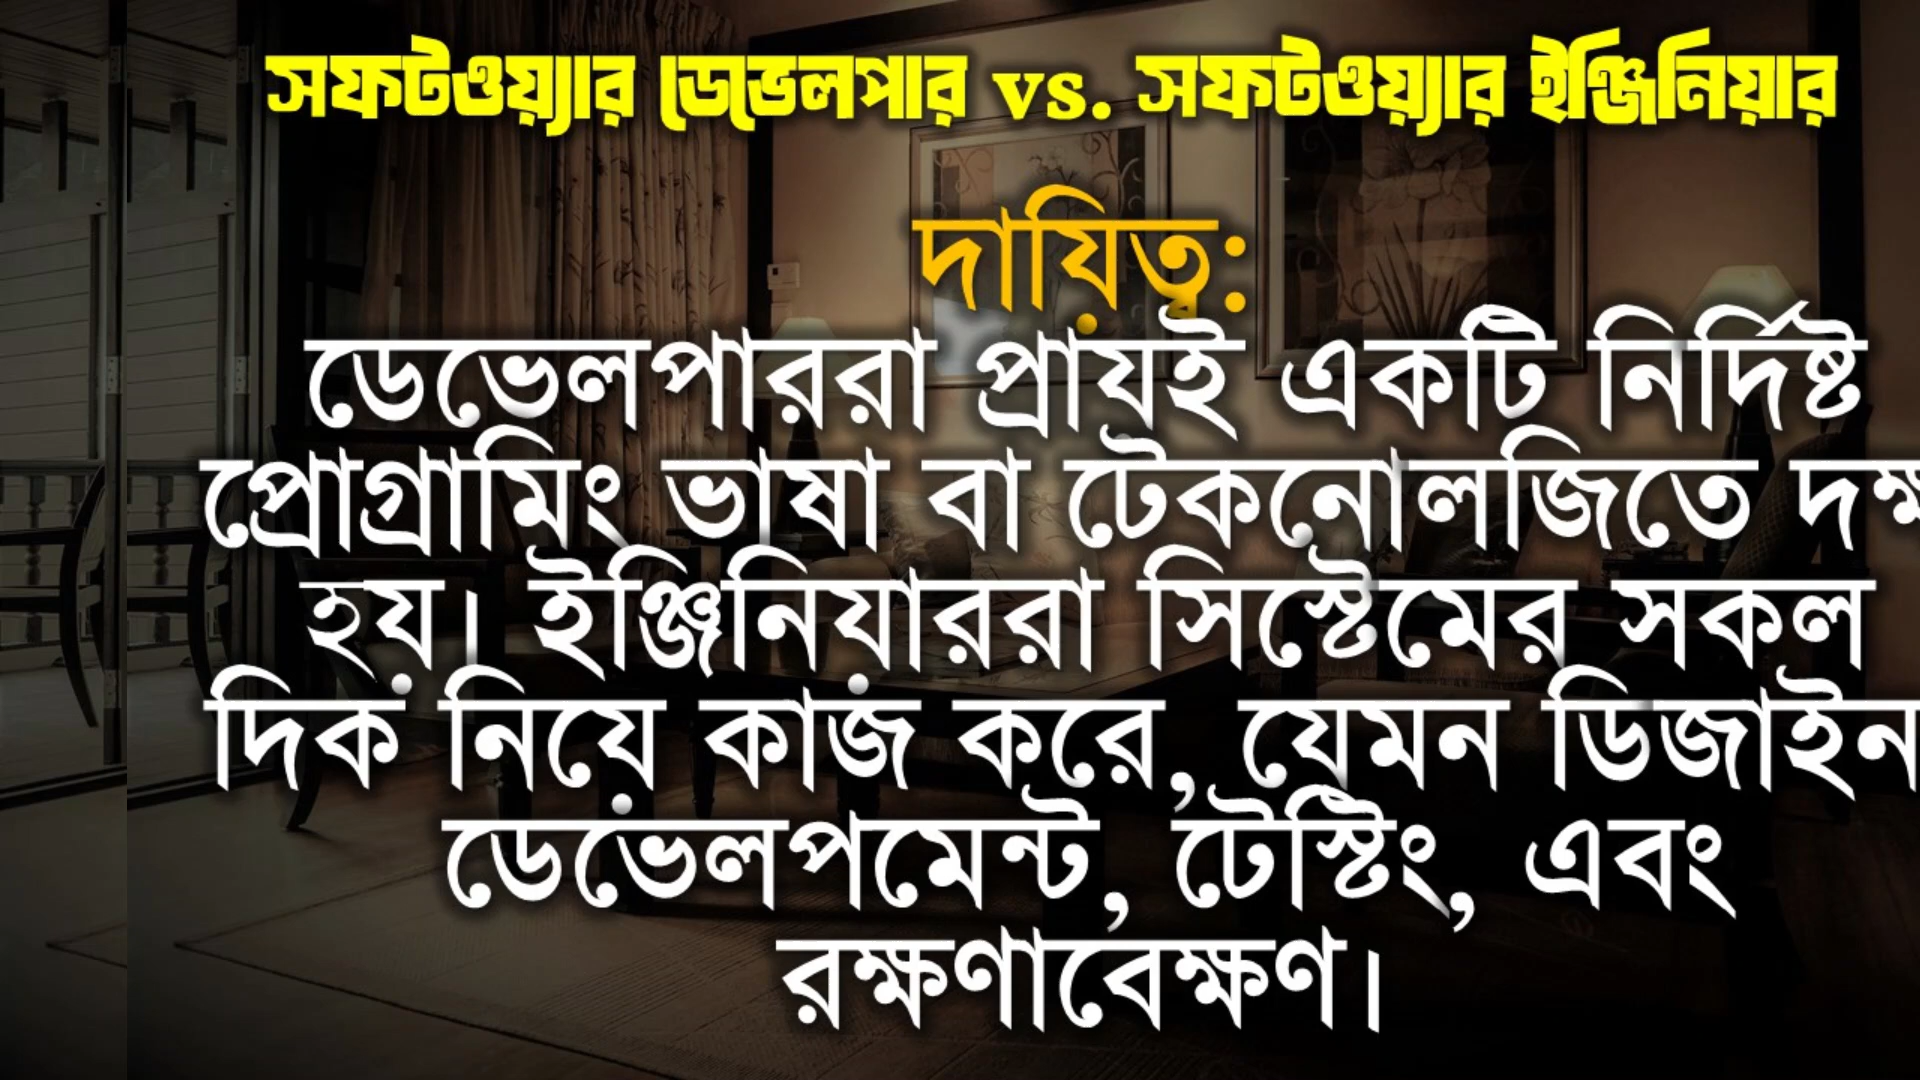 সফটওয়্যার ডেভেলপার vs. সফটওয়্যার ইঞ্জিনিয়ার
দায়িত্ব:
ডেভেলপাররা প্রায়ই একটি নির্দিষ্ট
প্রোগ্রামিং ভাষা বা টেকনোলজিতে দক্ষ
হয়। ইঞ্জিনিয়াররা সিস্টেমের সকল
দিক নিয়ে কাজ করে, যেমন ডিজাইন
ডেভেলপমেন্ট, টেস্টিং, এবং
রক্ষণাবেক্ষণ।